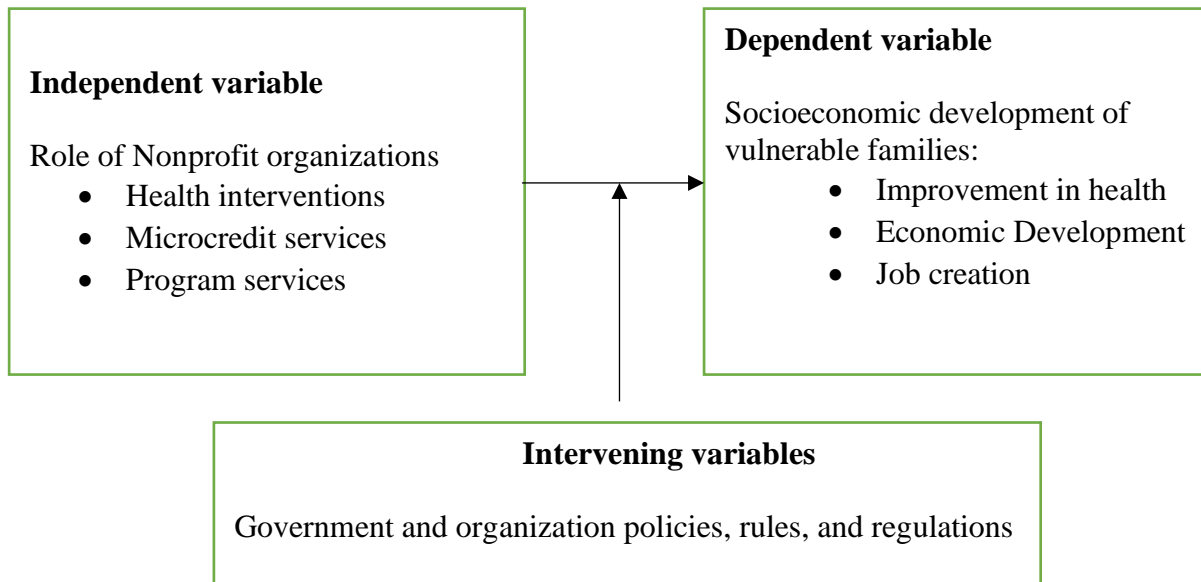 Independent variable
Role of Nonprofit organizations
• Health interventions
• Microcredit services
• Program services
Dependent variable
Socioeconomic development of
vulnerable families:
• Improvement in health
• Economic Development
• Job creation
Intervening variables
Government and organization policies, rules, and regulations